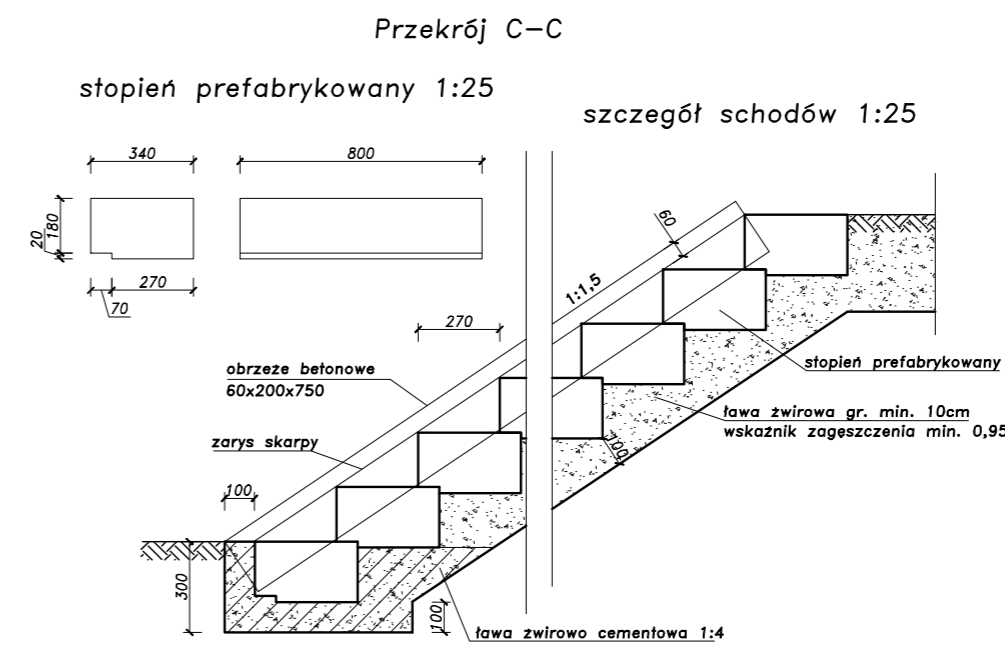 Przekrój C-C
stopień prefabrykowany 1:25
szczegół schodów 1:25
340
800
20
180
270
70
60
1:1,5
270
obrzeże betonowe
60x200x750
stopień prefabrykowany
ława żwirowa gr. min. 10cm
wskaźnik zagęszczenia min. 0,95
zarys skarpy
100
100
300
100
ława żwirowo cementowa 1:4